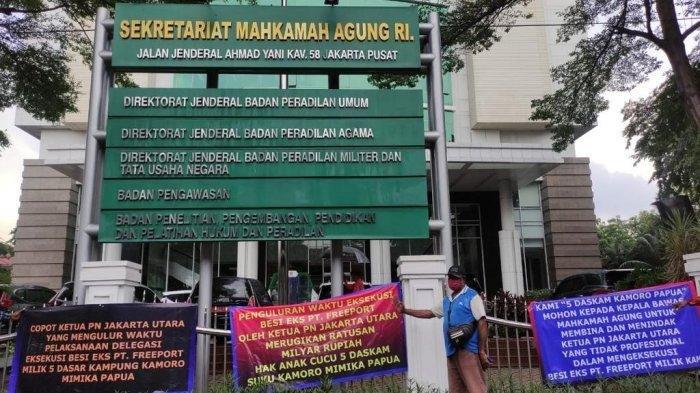 SEKRETARIAT MAHKAMAH AGUNG RI.
JALAN JENDERAL AHMAD YANI KAV. 58 JAKARTA PUSAT
DIREKTORAT JENDERAL BADAN PERADILAN UMUM
DIREKTORAT JENDERAL BADAN PERADILAN AGAMA
DIREKTORAT JENDERAL BADAN PERADILAN MILITER DAN
TATA USAHA NEGARA
BADAN PENGAWASAN
BADAN PENELITIAN, PENGEMBANGAN, PENDIDIKAN
DAN PELATIHAN HUKUM DAN PERADILAN
COPOT KETUA PN JAKARTA UTARA
YANG MENGULUR WAKTU
PELAKSANAAN DELEGASI
EKSEKUSI BESI EKS PT. FREEPORT
MILIK 5 DASAR KAMPUNG KAMORO
MIMIKA PAPUA
PENGULURAN WAKTU EKSEKUSI
BESI EKS PT. FREEPORT
OLEH KETUA PN JAKARTA UTARA
MERUGIKAN RATUSAN
MILYAR RUPIAH
HAK ANAK CUCU 5 DASKAM
SUKU KAMORO MIMIKA PAPUA
KAMI "5 DASKAM KAMORO PAPUA"
MOHON KEPADA KEPALA BAWAS
MAHKAMAH AGUNG UNTUK
MEMBINA DAN MENINDAK
KETUA PN JAKARTA UTARA
YANG TIDAK PROFESIONAL
DALAM MENGEKSEKUSI
BESI EX PT. FREEPORT MILIK KAMI